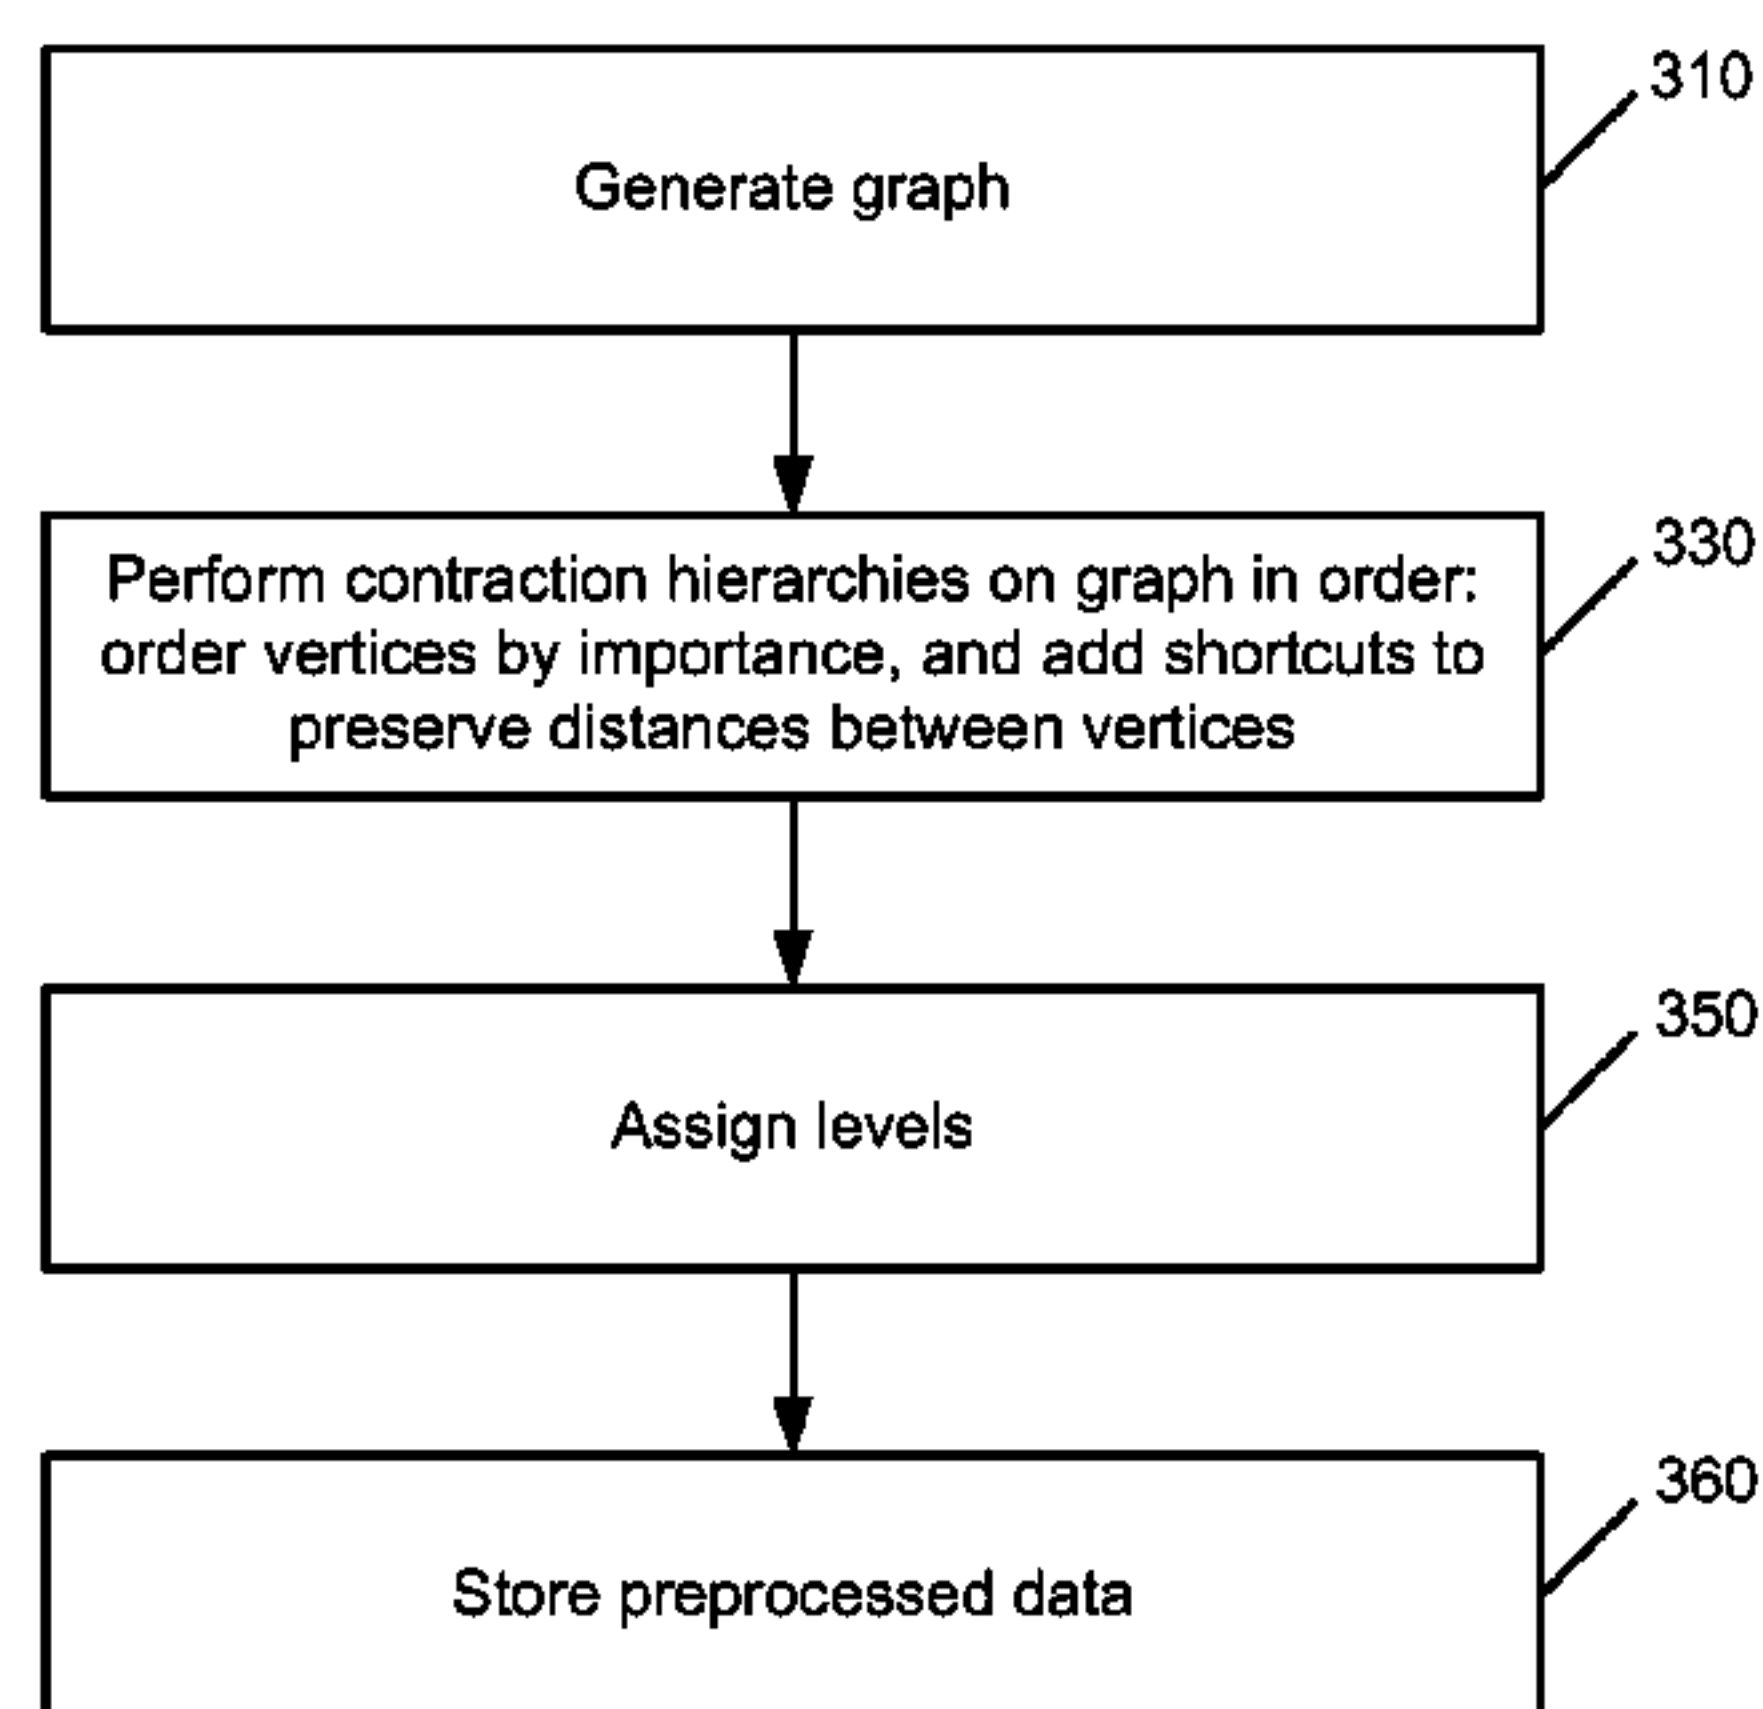 310
Generate graph
330
Perform contraction hierarchies on graph in order:
order vertices by importance, and add shortcuts to
preserve distances between vertices
350
Assign levels
360
Store preprocessed data